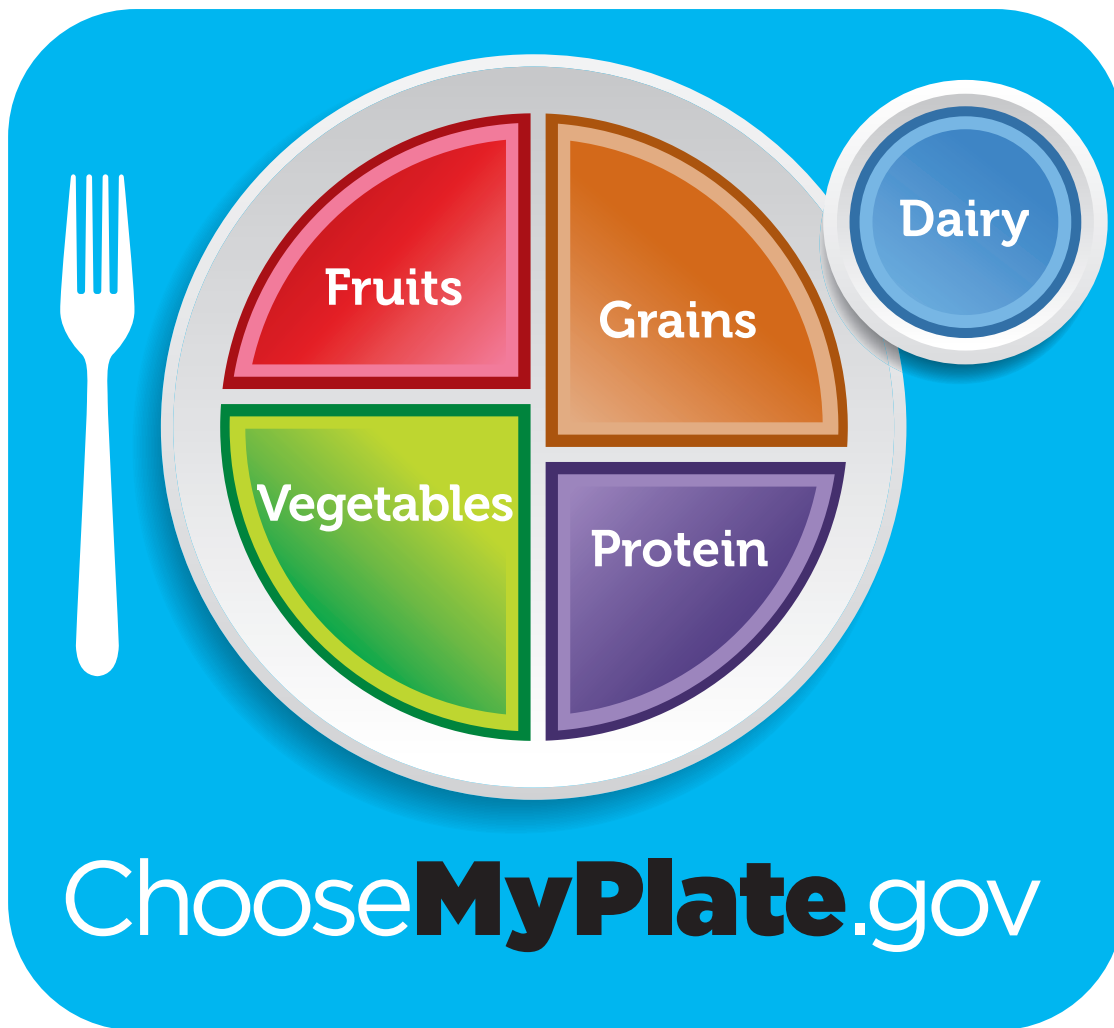 Dairy
Fruits
Grains
Vegetables
Protein
ChooseMyPlate.gov